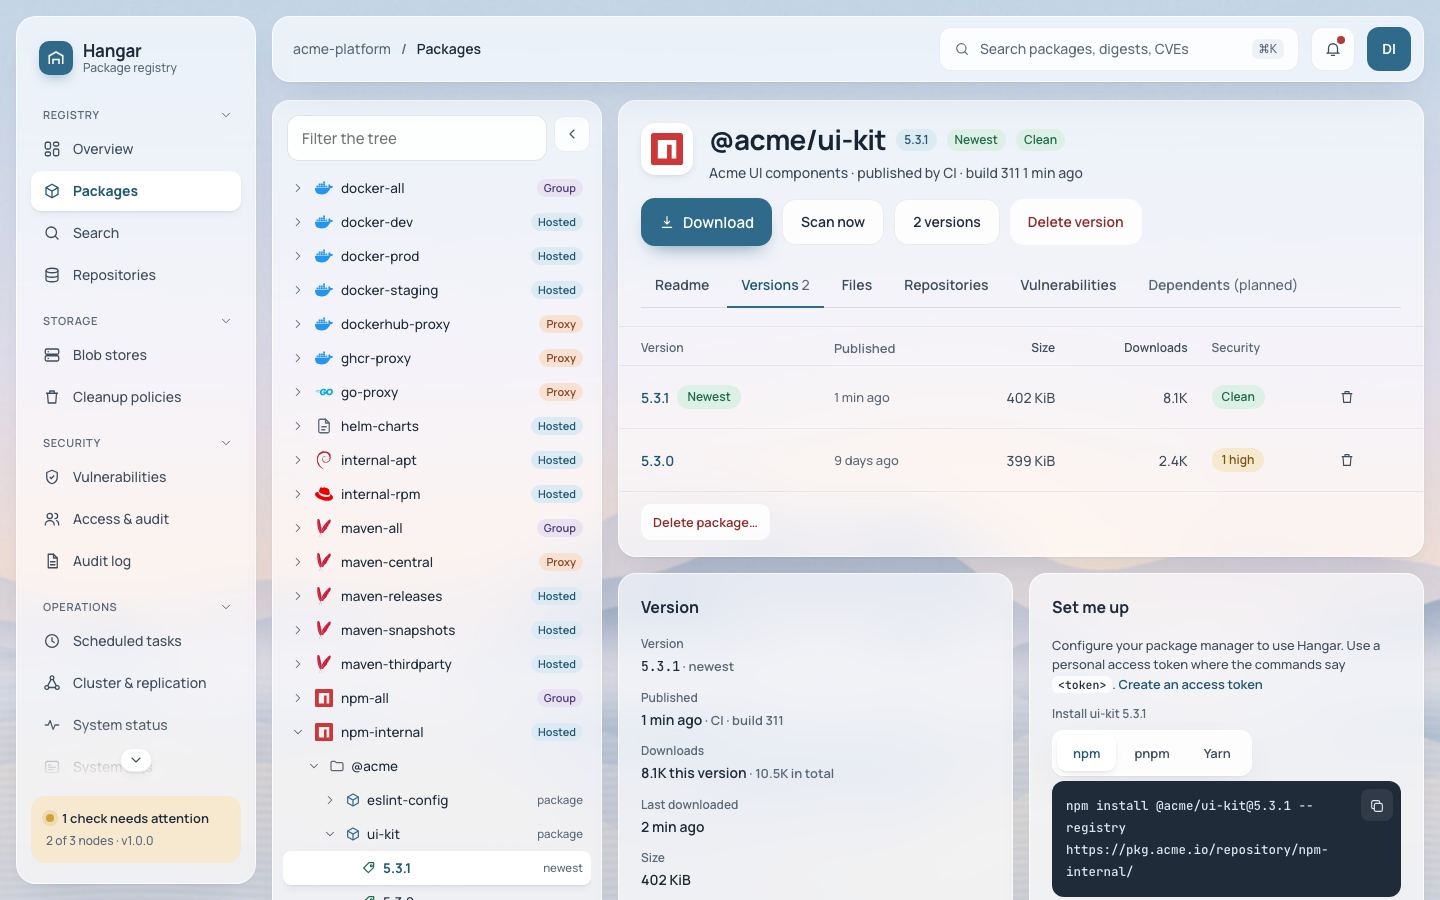 Hangar
Package registry
REGISTRY
Overview
Packages
Search
Repositories
STORAGE
Blob stores
Cleanup policies
SECURITY
Vulnerabilities
Access & audit
Audit log
OPERATIONS
Scheduled tasks
Cluster & replication
System status
1 check needs attention
2 of 3 nodes · v1.0.0
acme-platform / Packages
Search packages, digests, CVEs ⌘K
DI
Filter the tree
docker-all Group
docker-dev Hosted
docker-prod Hosted
docker-staging Hosted
dockerhub-proxy Proxy
ghcr-proxy Proxy
go-proxy Proxy
helm-charts Hosted
internal-apt Hosted
internal-rpm Hosted
maven-all Group
maven-central Proxy
maven-releases Hosted
maven-snapshots Hosted
maven-thirdparty Hosted
npm-all Group
npm-internal Hosted
@acme
eslint-config package
ui-kit package
5.3.1 newest
@acme/ui-kit 5.3.1 Newest Clean
Acme UI components · published by CI · build 311 1 min ago
Download Scan now 2 versions Delete version
Readme Versions 2 Files Repositories Vulnerabilities Dependents (planned)
Version Published Size Downloads Security
5.3.1 Newest 1 min ago 402 KiB 8.1K Clean
5.3.0 9 days ago 399 KiB 2.4K 1 high
Delete package…
Version
Version
5.3.1 · newest
Published
1 min ago · CI · build 311
Downloads
8.1K this version · 10.5K in total
Last downloaded
2 min ago
Size
402 KiB
Set me up
Configure your package manager to use Hangar. Use a
personal access token where the commands say
<token> . Create an access token
Install ui-kit 5.3.1
npm pnpm Yarn
npm install @acme/ui-kit@5.3.1 --
registry
https://pkg.acme.io/repository/npm-
internal/